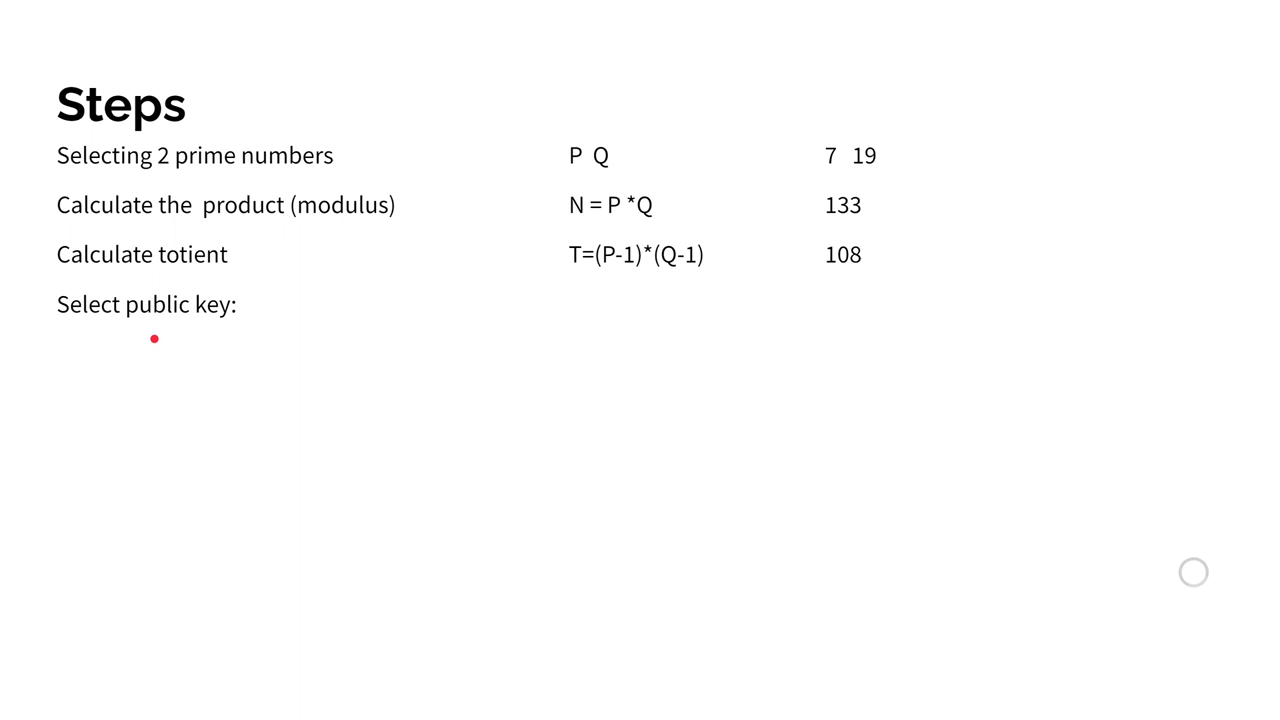 Steps
Selecting 2 prime numbers P Q 7 19
Calculate the product (modulus) N = P *Q 133
Calculate totient T=(P-1)*(Q-1) 108
Select public key: